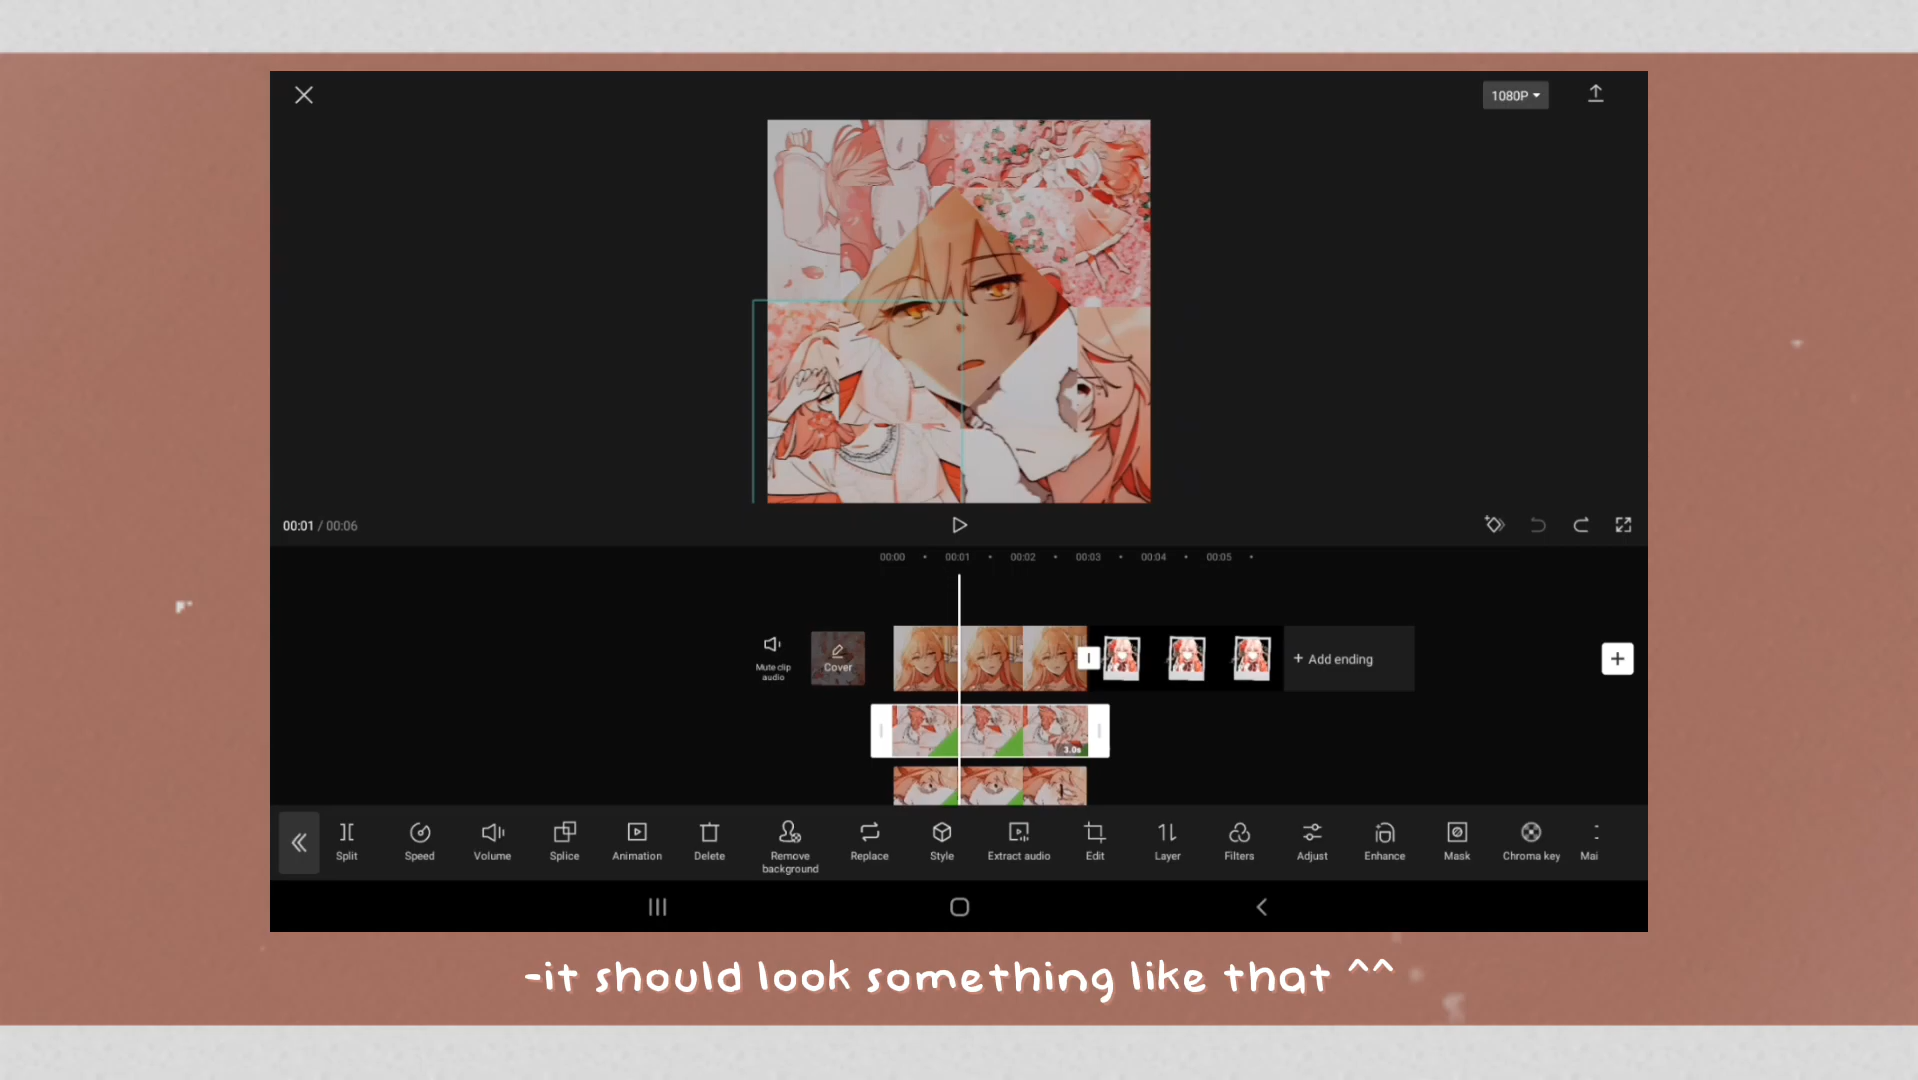 1080P
00:01 / 00:06
00:00 00:01 00:02 00:03 00:04 00:05
Mute clip
audio
Cover
+ Add ending
3.0s
Split Speed Volume Splice Animation Delete Remove background Replace Style Extract audio Edit Layer Filters Adjust Enhance Mask Chroma key Mai
-it should look something like that ^^